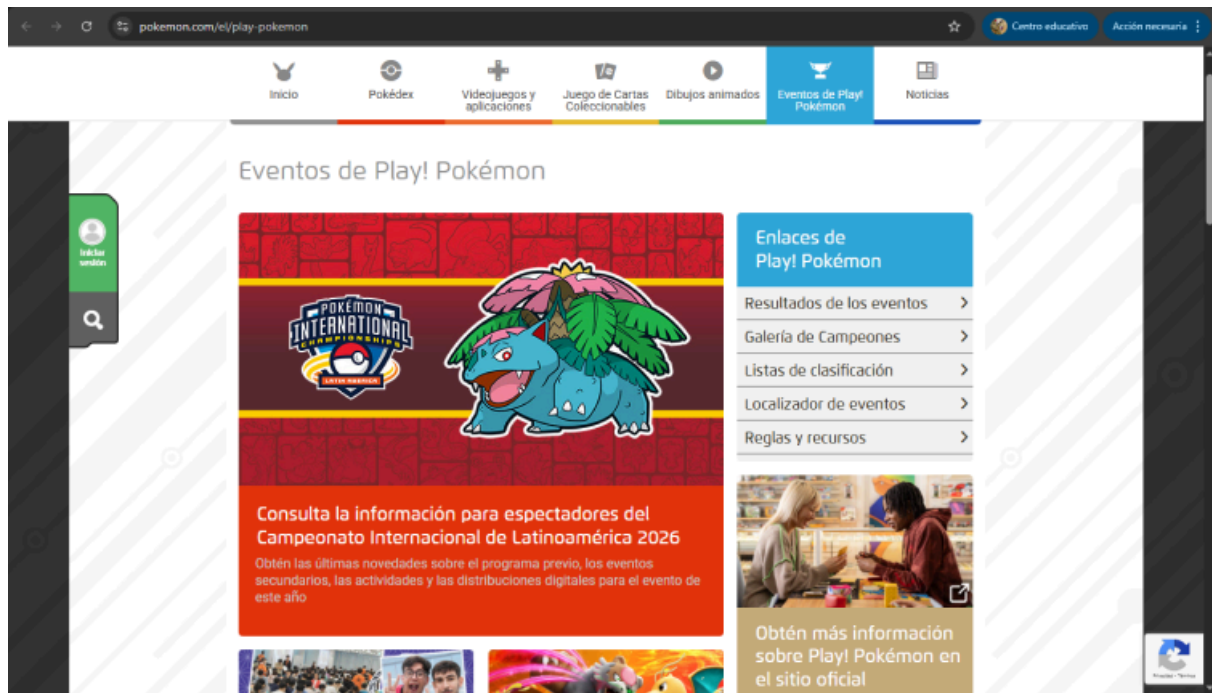 pokemon.com/el/play-pokemon
Centro educativo
Acción necesaria
Inicio
Pokédex
Videojuegos y
aplicaciones
Juego de Cartas
Coleccionables
Dibujos animados
Eventos de Play!
Pokémon
Noticias
Eventos de Play! Pokémon
Iniciar
sesión
POKÉMON
INTERNATIONAL
CHAMPIONSHIPS
LATIN AMERICA
Consulta la información para espectadores del
Campeonato Internacional de Latinoamérica 2026
Obtén las últimas novedades sobre el programa previo, los eventos
secundarios, las actividades y las distribuciones digitales para el evento de
este año
Enlaces de
Play! Pokémon
Resultados de los eventos
Galería de Campeones
Listas de clasificación
Localizador de eventos
Reglas y recursos
Obtén más información
sobre Play! Pokémon en
el sitio oficial